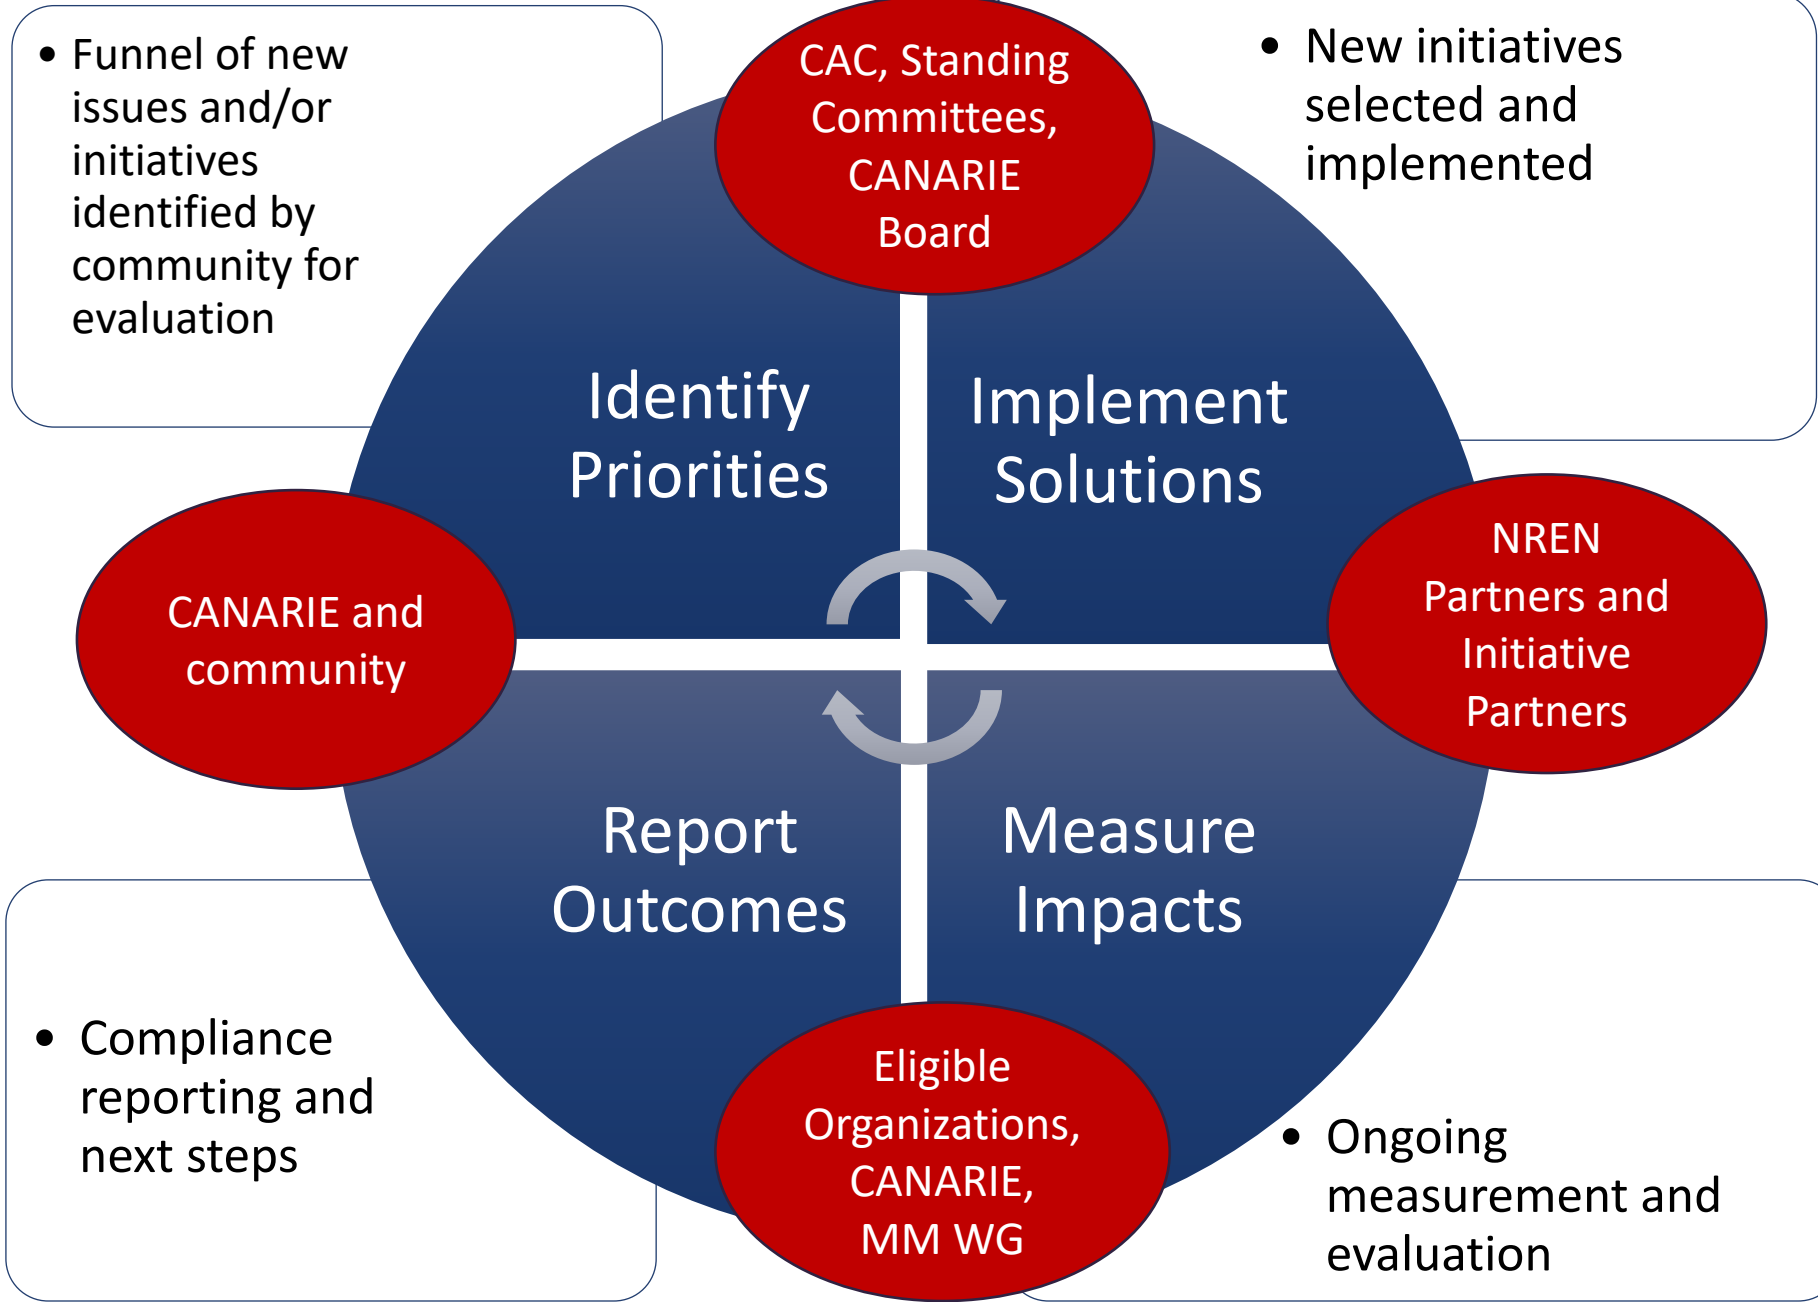 • Funnel of new
issues and/or
initiatives
identified by
community for
evaluation
CAC, Standing
Committees,
CANARIE
Board
• New initiatives
selected and
implemented
Identify
Priorities
Implement
Solutions
CANARIE and
community
NREN
Partners and
Initiative
Partners
Report
Outcomes
Measure
Impacts
• Compliance
reporting and
next steps
Eligible
Organizations,
CANARIE,
MM WG
• Ongoing
measurement and
evaluation